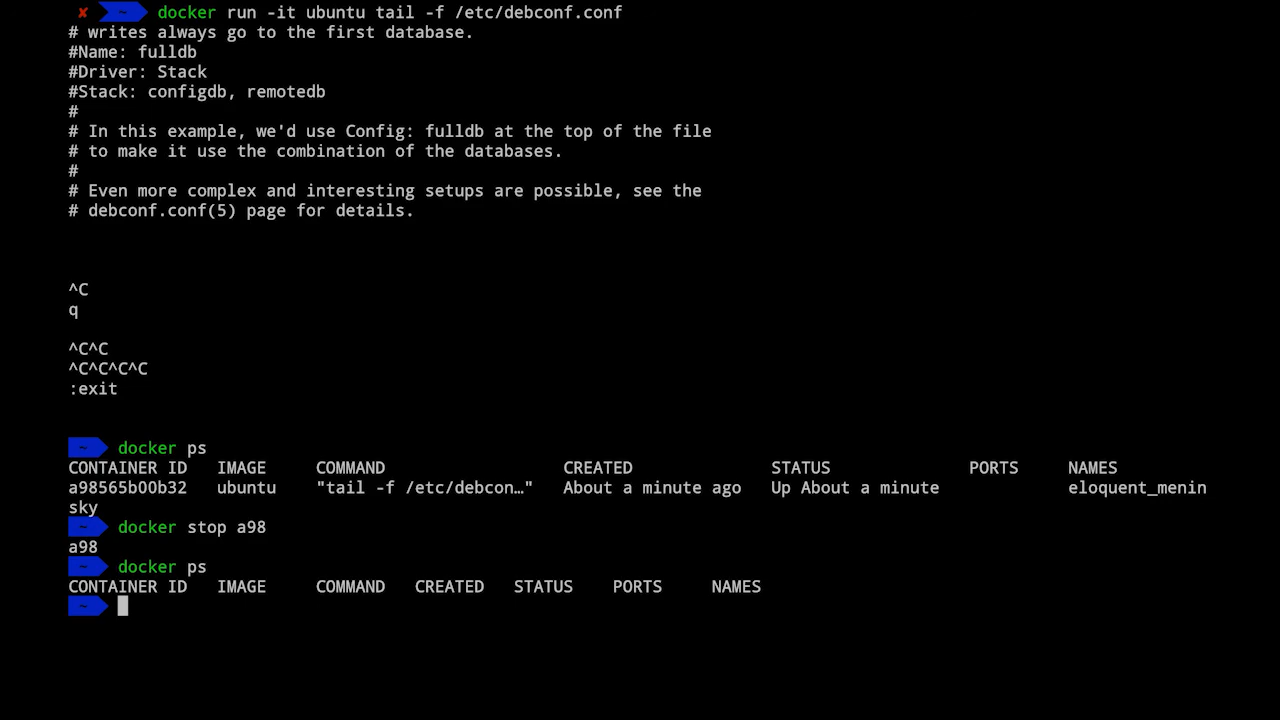 ✘ ~ docker run -it ubuntu tail -f /etc/debconf.conf
# writes always go to the first database.
#Name: fulldb
#Driver: Stack
#Stack: configdb, remotedb
#
# In this example, we'd use Config: fulldb at the top of the file
# to make it use the combination of the databases.
#
# Even more complex and interesting setups are possible, see the
# debconf.conf(5) page for details.
^C
q
^C^C
^C^C^C^C
:exit
~ docker ps
CONTAINER ID   IMAGE     COMMAND                  CREATED              STATUS              PORTS     NAMES
a98565b00b32   ubuntu    "tail -f /etc/debcon…"   About a minute ago   Up About a minute             eloquent_menin
sky
~ docker stop a98
a98
~ docker ps
CONTAINER ID   IMAGE     COMMAND   CREATED   STATUS    PORTS     NAMES
~